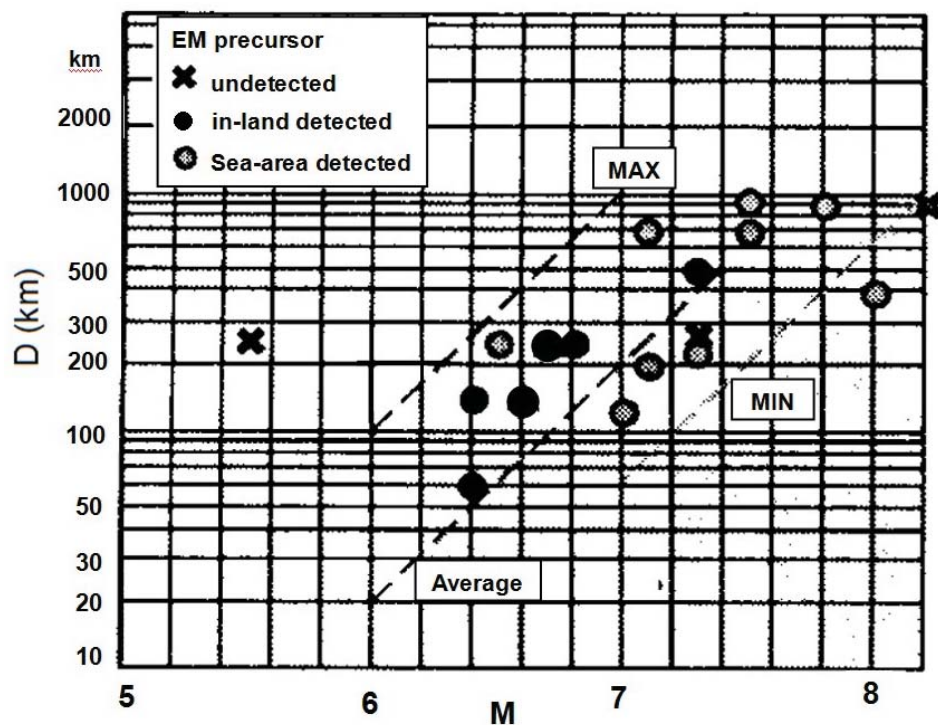 km
EM precursor
undetected
in-land detected
Sea-area detected
2000
1000
500
300
200
100
50
30
20
10
D (km)
MAX
MIN
Average
5
6
7
8
M